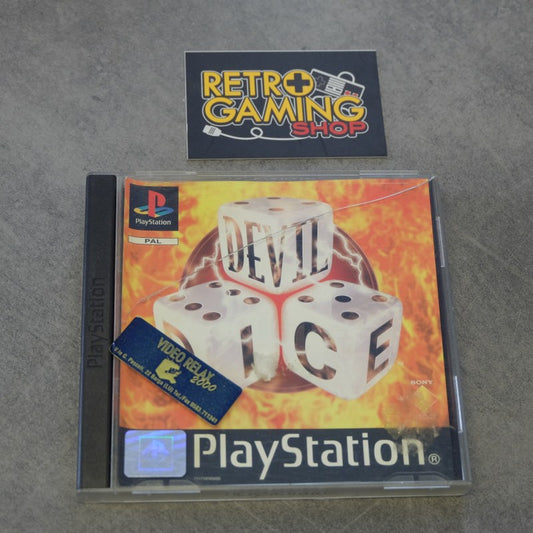 RETRO
GAMING
SHOP
PlayStation
PAL
PlayStation
DEVIL
DICE
VIDEO RELAX
2000
SONY
PlayStation®